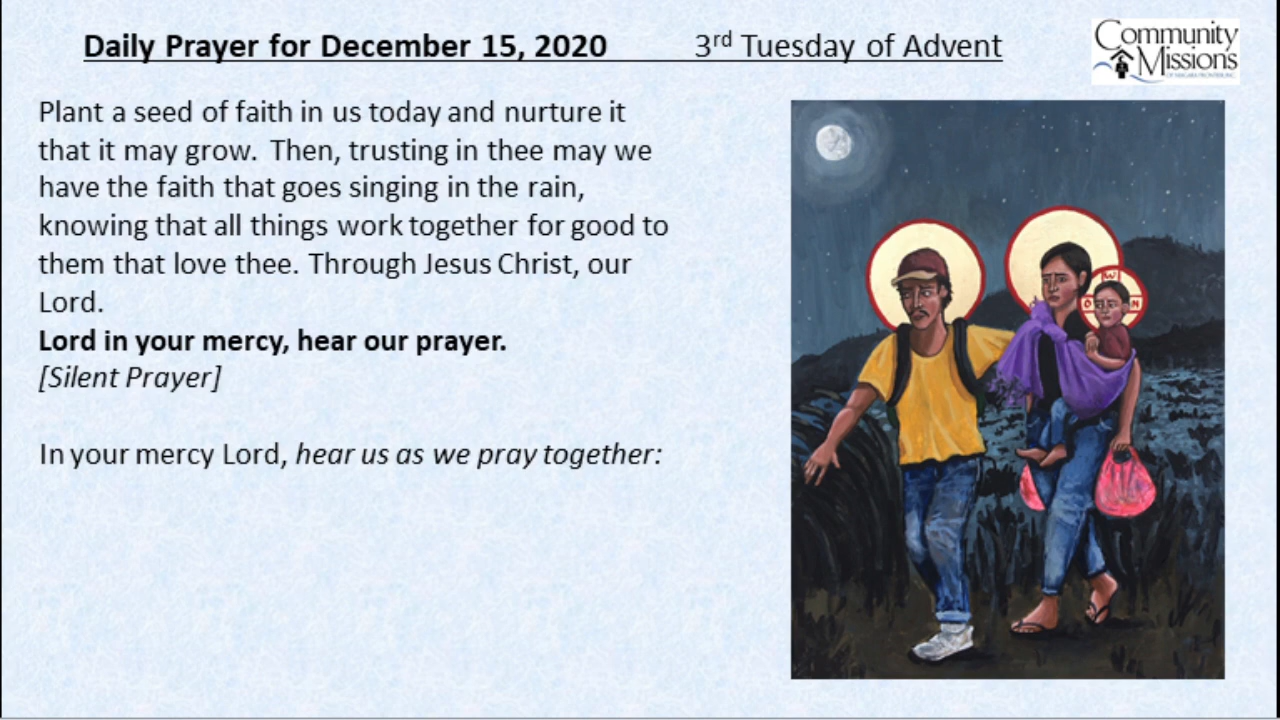 Daily Prayer for December 15, 2020 3rd Tuesday of Advent
Community
Missions
OF NIAGARA FRONTIER, INC.
Plant a seed of faith in us today and nurture it
that it may grow. Then, trusting in thee may we
have the faith that goes singing in the rain,
knowing that all things work together for good to
them that love thee. Through Jesus Christ, our
Lord.
Lord in your mercy, hear our prayer.
[Silent Prayer]
In your mercy Lord, hear us as we pray together:
W
O N